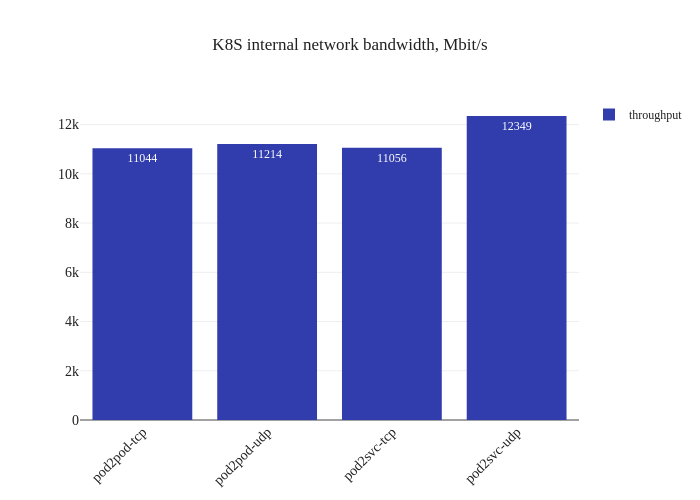 K8S internal network bandwidth, Mbit/s
throughput
12k
10k
8k
6k
4k
2k
0
11044
11214
11056
12349
pod2pod-tcp
pod2pod-udp
pod2svc-tcp
pod2svc-udp